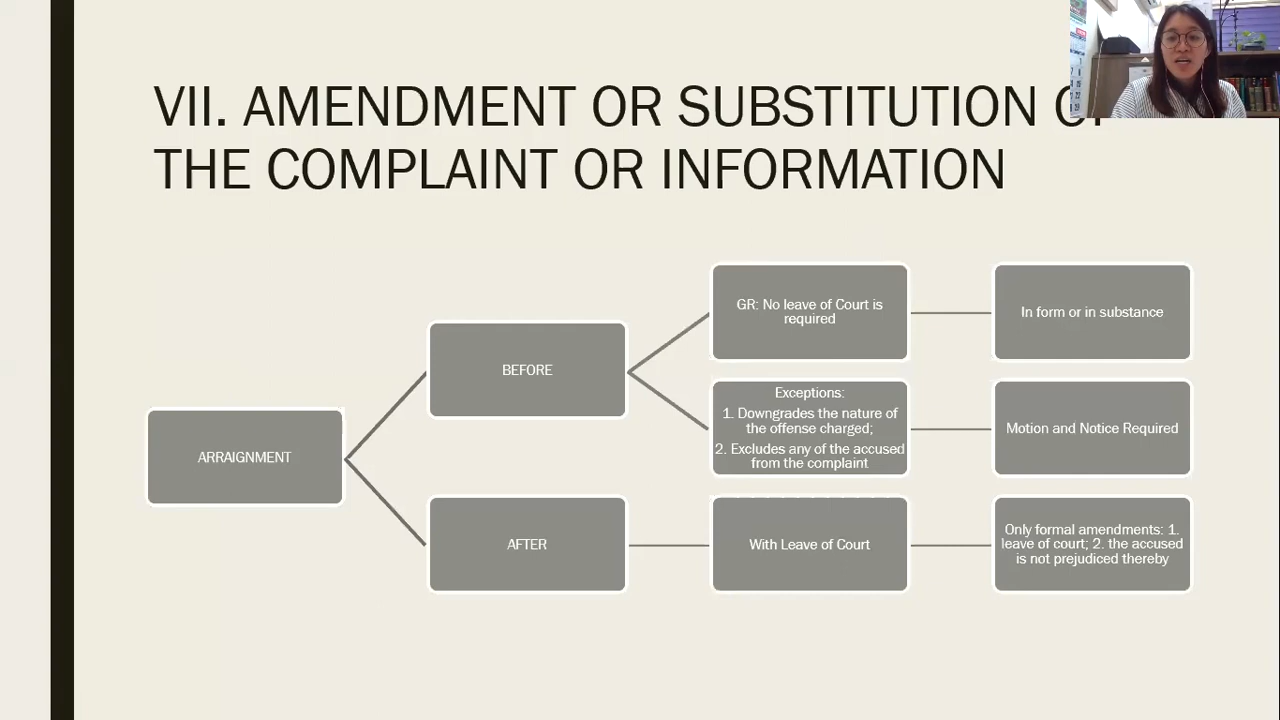 VII. AMENDMENT OR SUBSTITUTION
THE COMPLAINT OR INFORMATION
ARRAIGNMENT
BEFORE
GR: No leave of Court is
required
In form or in substance
Exceptions:
1. Downgrades the nature of
the offense charged;
2. Excludes any of the accused
from the complaint
Motion and Notice Required
AFTER
With Leave of Court
Only formal amendments: 1.
leave of court; 2. the accused
is not prejudiced thereby